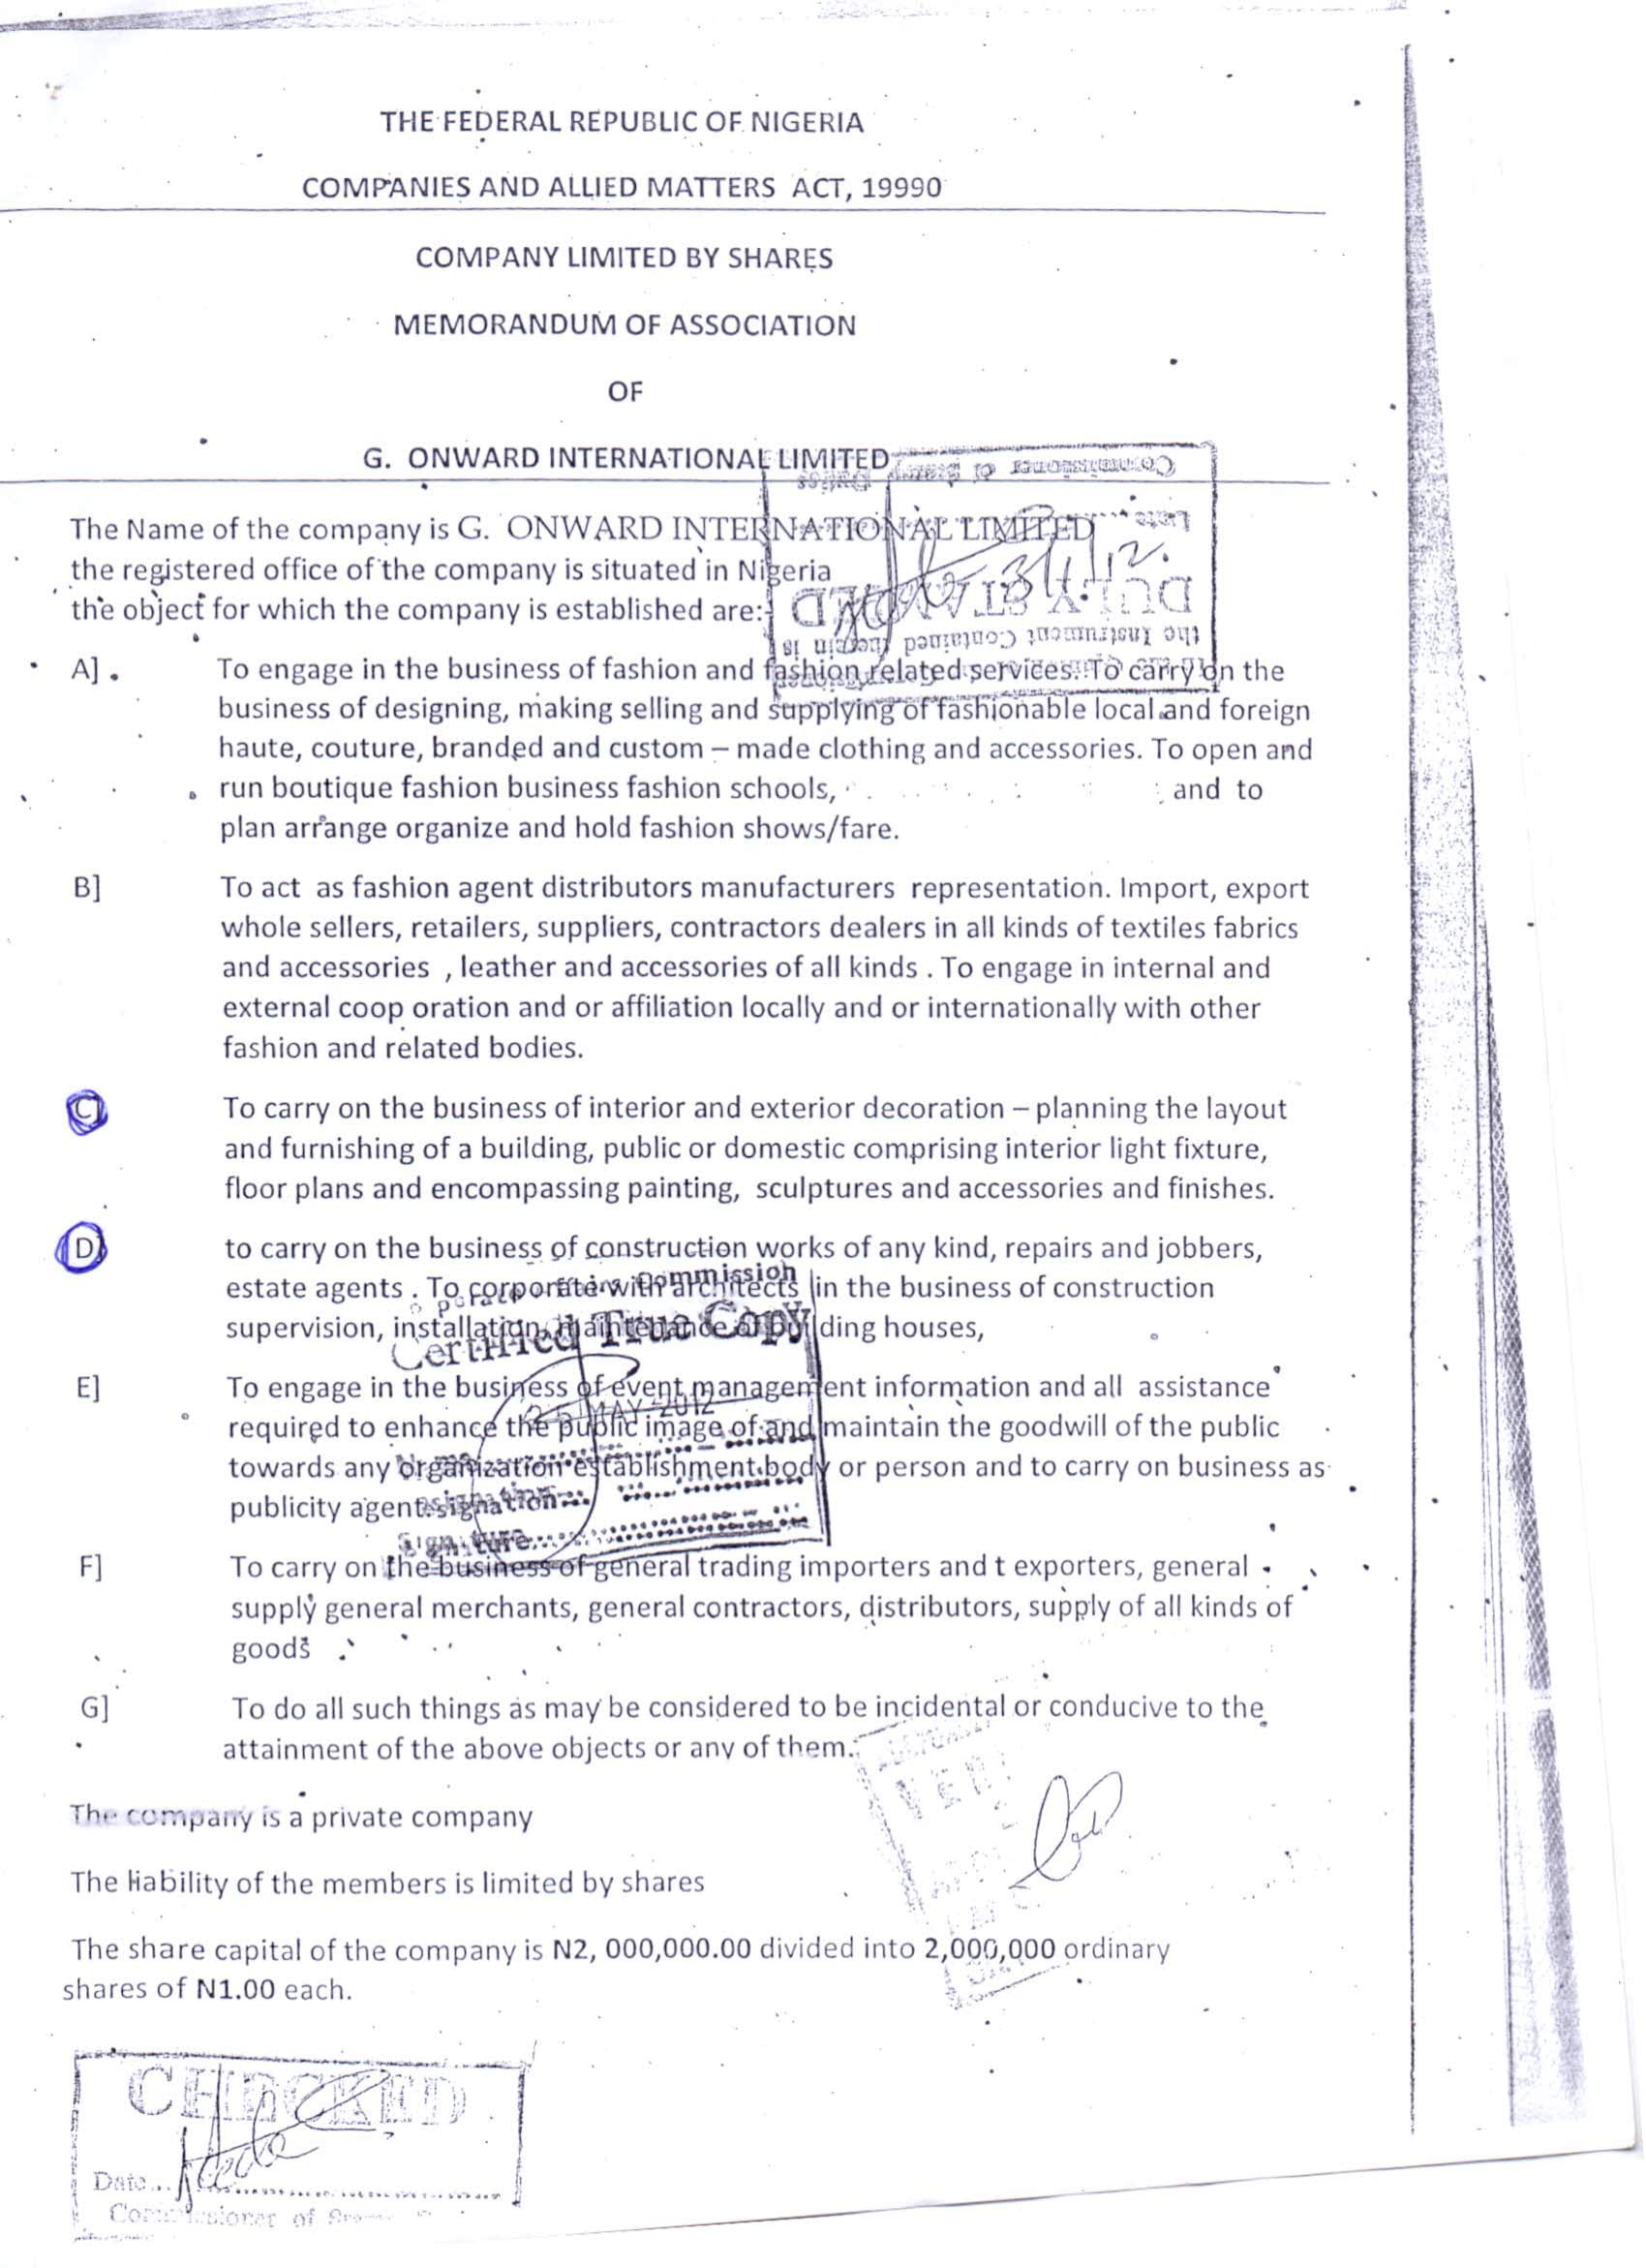 THE FEDERAL REPUBLIC OF NIGERIA
COMPANIES AND ALLIED MATTERS ACT, 19990
COMPANY LIMITED BY SHARES
MEMORANDUM OF ASSOCIATION
OF
G. ONWARD INTERNATIONAL LIMITED
Commissioner of Stamp Duties
The Name of the company is G. ONWARD INTERNATIONAL LIMITED
Date
the registered office of the company is situated in Nigeria
the object for which the company is established are:-
DULY STAMPED
the Instrument Contained therein is
A] To engage in the business of fashion and fashion related services. To carry on the
business of designing, making selling and supplying of fashionable local and foreign
haute, couture, branded and custom – made clothing and accessories. To open and
run boutique fashion business fashion schools, and to
plan arrange organize and hold fashion shows/fare.
B] To act as fashion agent distributors manufacturers representation. Import, export
whole sellers, retailers, suppliers, contractors dealers in all kinds of textiles fabrics
and accessories , leather and accessories of all kinds . To engage in internal and
external coop oration and or affiliation locally and or internationally with other
fashion and related bodies.
C] To carry on the business of interior and exterior decoration – planning the layout
and furnishing of a building, public or domestic comprising interior light fixture,
floor plans and encompassing painting, sculptures and accessories and finishes.
D] to carry on the business of construction works of any kind, repairs and jobbers,
estate agents . To corporate with architects in the business of construction
Commission
supervision, installation, maintenance of building houses,
Certified True Copy
E] To engage in the business of event management information and all assistance
25 MAY 2012
required to enhance the public image of and maintain the goodwill of the public
towards any organization establishment body or person and to carry on business as
publicity agent.
Signature
F] To carry on the business of general trading importers and t exporters, general
supply general merchants, general contractors, distributors, supply of all kinds of
goods
G] To do all such things as may be considered to be incidental or conducive to the
attainment of the above objects or any of them.
The company is a private company
The liability of the members is limited by shares
The share capital of the company is N2, 000,000.00 divided into 2,000,000 ordinary
shares of N1.00 each.
CHECKED
Date
Commissioner of